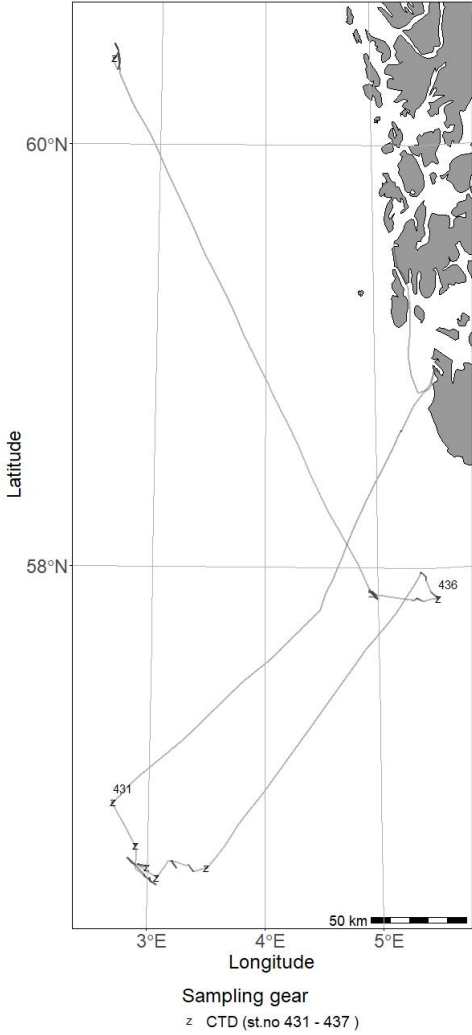 z
60°N
Latitude
58°N
436
z
431
z
z
z
z
z
50 km
3°E
4°E
5°E
Longitude
Sampling gear
z CTD (st.no 431 - 437 )